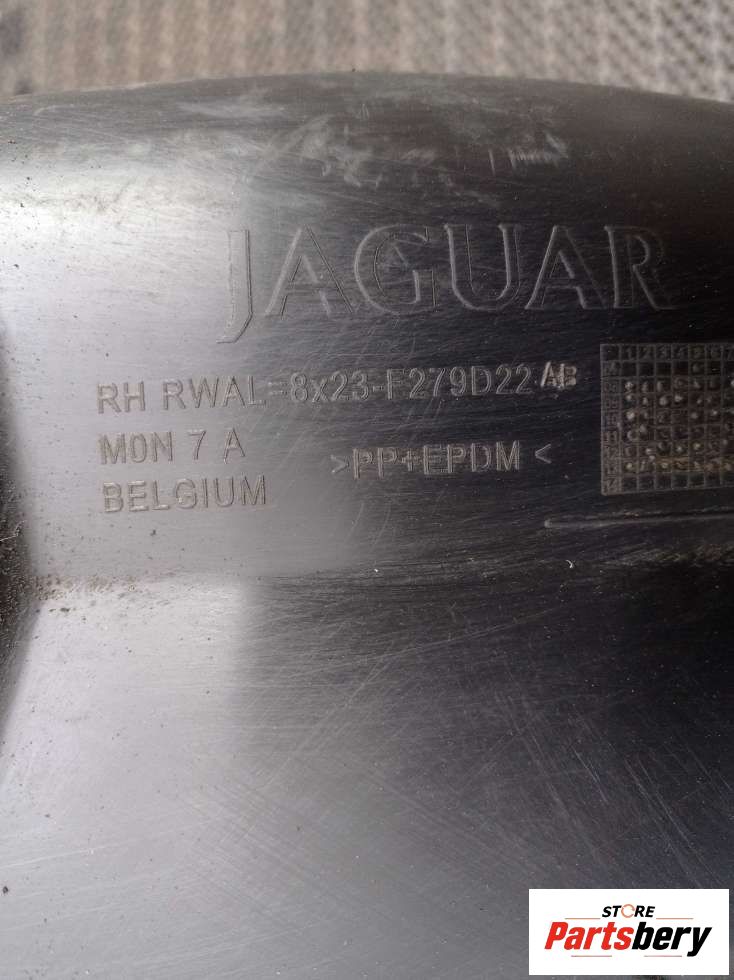 JAGUAR
RH RWAL=8x23-F279D22 AB
M0N 7 A
>PP+EPDM<
BELGIUM
STORE
Partsbery